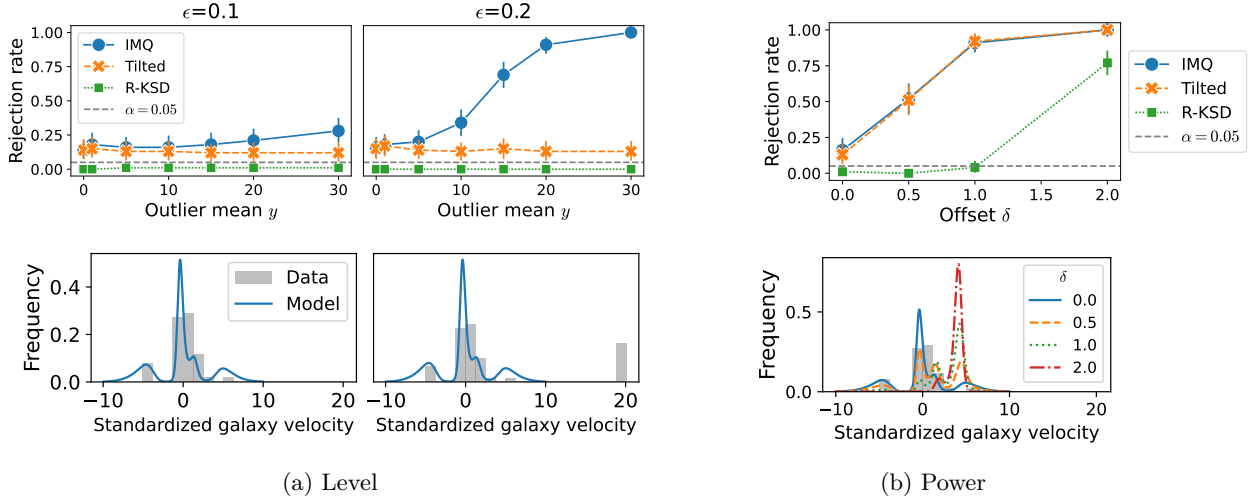 ϵ=0.1
ϵ=0.2
Rejection rate
1.00
0.75
0.50
0.25
0.00
IMQ
Tilted
R-KSD
α = 0.05
0
10
20
30
Outlier mean y
0
10
20
30
Outlier mean y
Rejection rate
1.00
0.75
0.50
0.25
0.00
0.0
0.5
1.0
1.5
2.0
Offset δ
IMQ
Tilted
R-KSD
α = 0.05
Frequency
0.4
0.2
0.0
Data
Model
−10
0
10
20
Standardized galaxy velocity
−10
0
10
20
Standardized galaxy velocity
Frequency
0.5
0.0
δ
0.0
0.5
1.0
2.0
−10
0
10
20
Standardized galaxy velocity
(a) Level
(b) Power